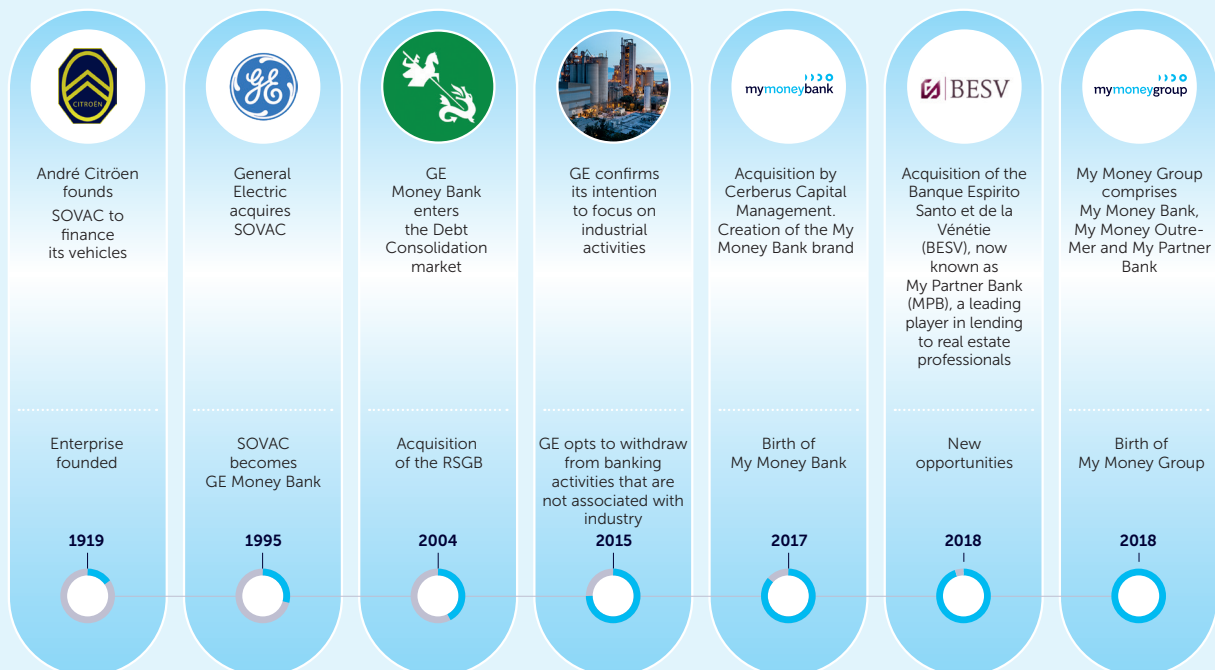 CITROËN
André Citröen
founds
SOVAC to
finance
its vehicles
Enterprise
founded
1919
GE
General
Electric
acquires
SOVAC
SOVAC
becomes
GE Money Bank
1995
GE
Money Bank
enters
the Debt
Consolidation
market
Acquisition
of the RSGB
2004
GE confirms
its intention
to focus on
industrial
activities
GE opts to withdraw
from banking
activities that are
not associated with
industry
2015
mymoneybank
Acquisition by
Cerberus Capital
Management.
Creation of the My
Money Bank brand
Birth of
My Money Bank
2017
BESV
Acquisition of the
Banque Espirito
Santo et de la
Vénétie
(BESV), now
known as
My Partner Bank
(MPB), a leading
player in lending
to real estate
professionals
New
opportunities
2018
mymoneygroup
My Money Group
comprises
My Money Bank,
My Money Outre-
Mer and My Partner
Bank
Birth of
My Money Group
2018